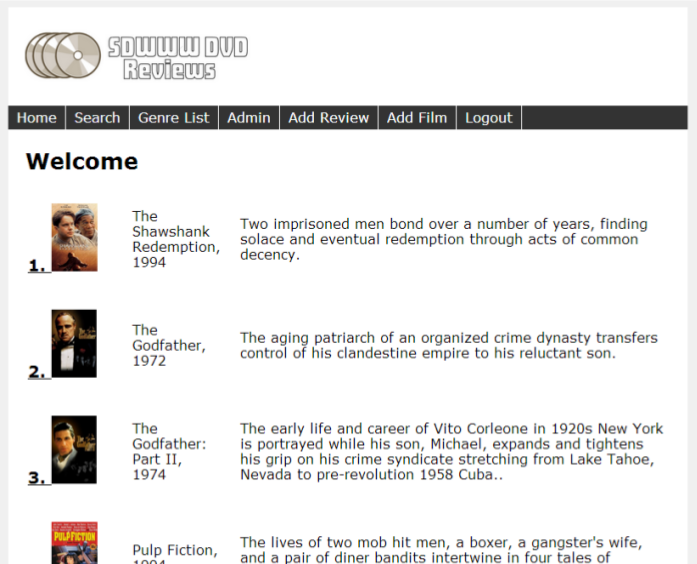 SDWWW DVD
Reviews
Home Search Genre List Admin Add Review Add Film Logout
Welcome
1.
The
Shawshank
Redemption,
1994
Two imprisoned men bond over a number of years, finding
solace and eventual redemption through acts of common
decency.
2.
The
Godfather,
1972
The aging patriarch of an organized crime dynasty transfers
control of his clandestine empire to his reluctant son.
3.
The
Godfather:
Part II,
1974
The early life and career of Vito Corleone in 1920s New York
is portrayed while his son, Michael, expands and tightens
his grip on his crime syndicate stretching from Lake Tahoe,
Nevada to pre-revolution 1958 Cuba..
PULP FICTION
Pulp Fiction,
1994
The lives of two mob hit men, a boxer, a gangster's wife,
and a pair of diner bandits intertwine in four tales of